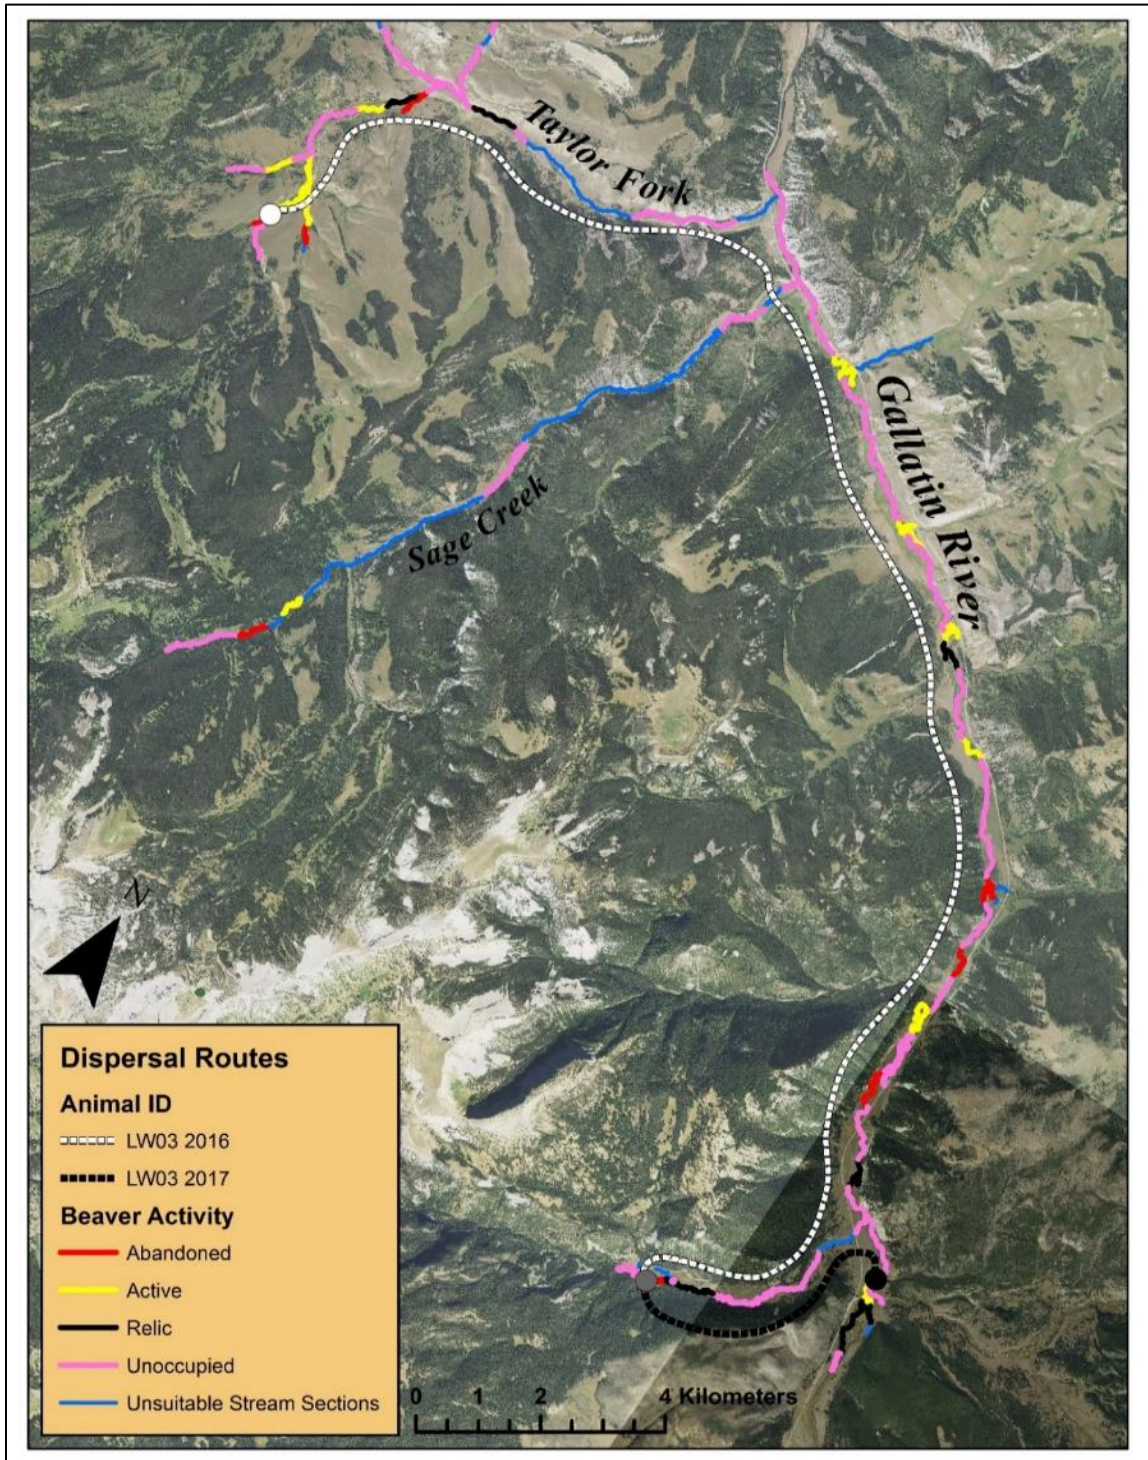 Taylor Fork
Gallatin River
Sage Creek
N
Dispersal Routes
Animal ID
LW03 2016
LW03 2017
Beaver Activity
Abandoned
Active
Relic
Unoccupied
Unsuitable Stream Sections
0 1 2 4 Kilometers